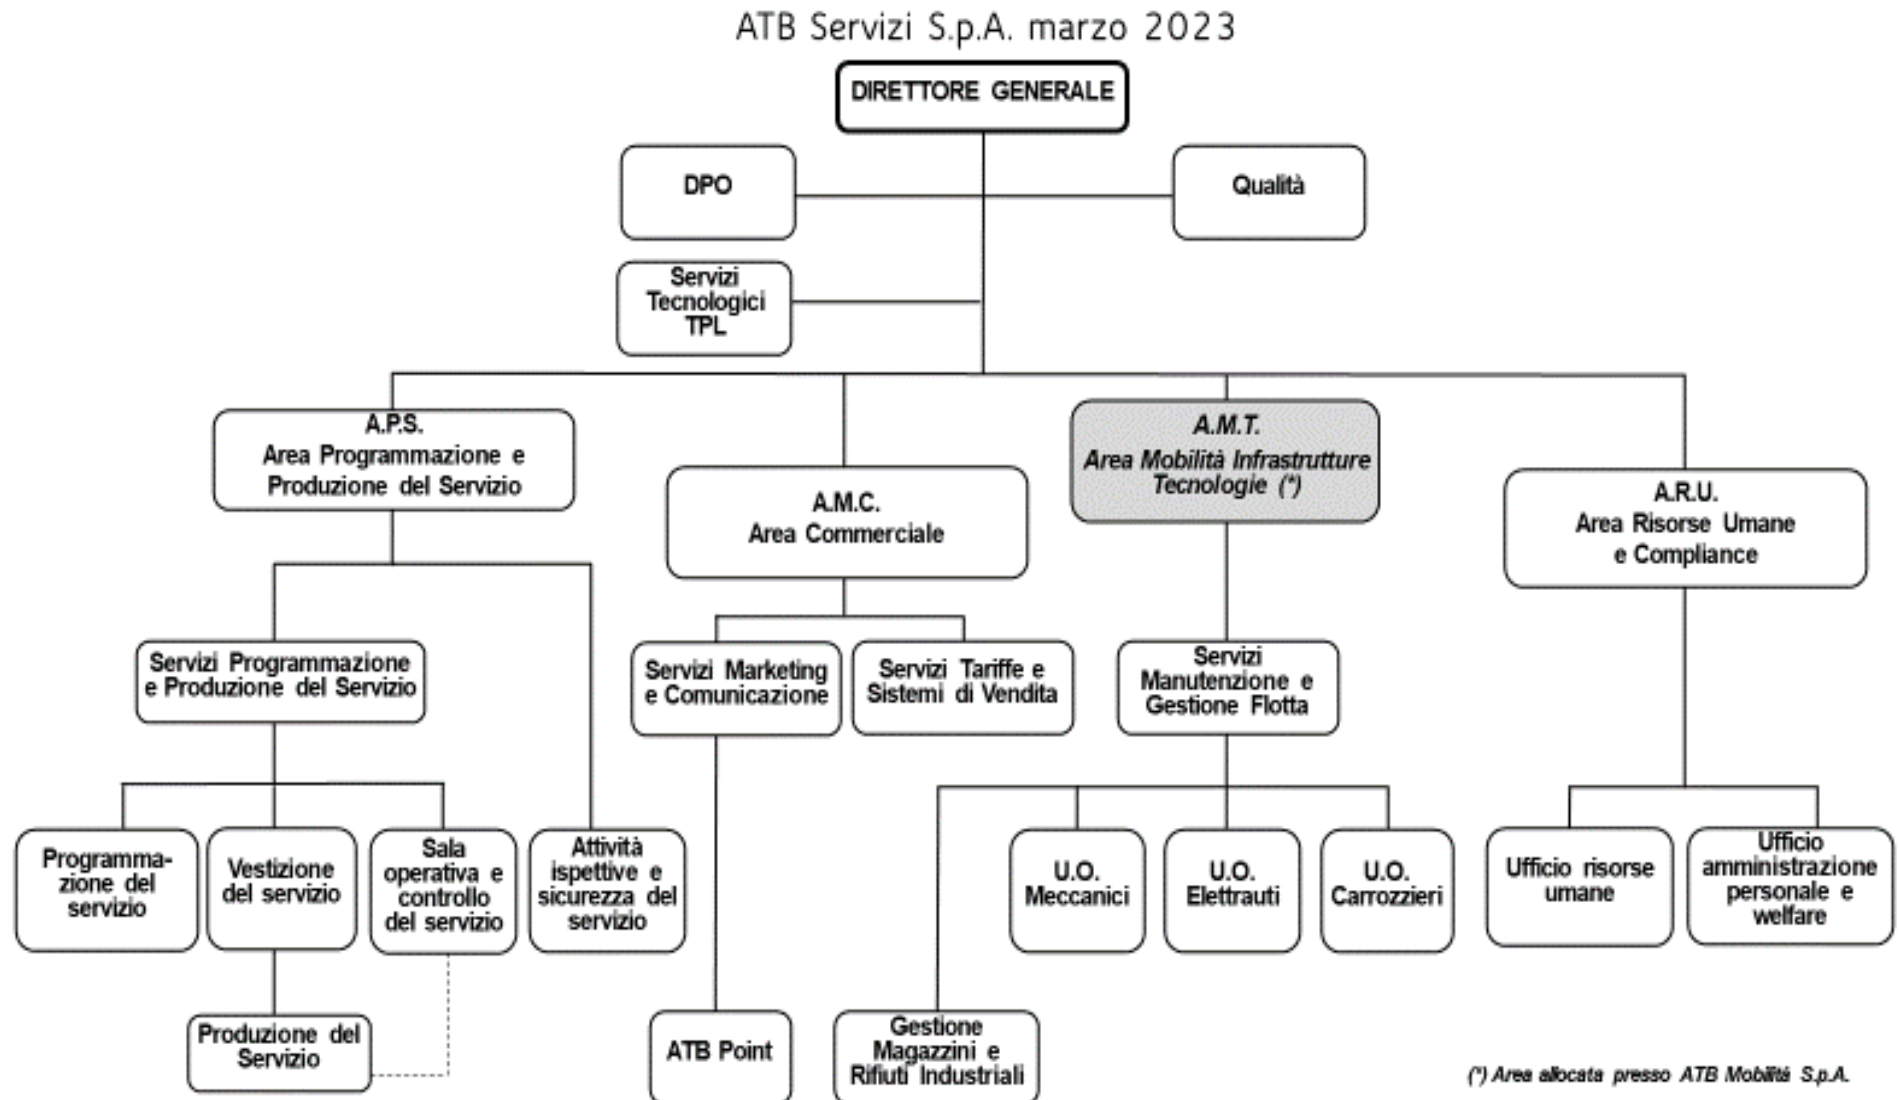 ATB Servizi S.p.A. marzo 2023
DIRETTORE GENERALE
DPO
Qualità
Servizi
Tecnologici
TPL
A.P.S.
Area Programmazione e
Produzione del Servizio
A.M.C.
Area Commerciale
A.M.T.
Area Mobilità Infrastrutture
Tecnologie (*)
A.R.U.
Area Risorse Umane
e Compliance
Servizi Programmazione
e Produzione del Servizio
Servizi Marketing
e Comunicazione
Servizi Tariffe e
Sistemi di Vendita
Servizi
Manutenzione e
Gestione Flotta
Programma-
zione del
servizio
Vestizione
del servizio
Sala
operativa e
controllo
del servizio
Attività
ispettive e
sicurezza del
servizio
U.O.
Meccanici
U.O.
Elettrauti
U.O.
Carrozzieri
Ufficio risorse
umane
Ufficio
amministrazione
personale e
welfare
Produzione del
Servizio
ATB Point
Gestione
Magazzini e
Rifiuti Industriali
(*) Area allocata presso ATB Mobilità S.p.A.